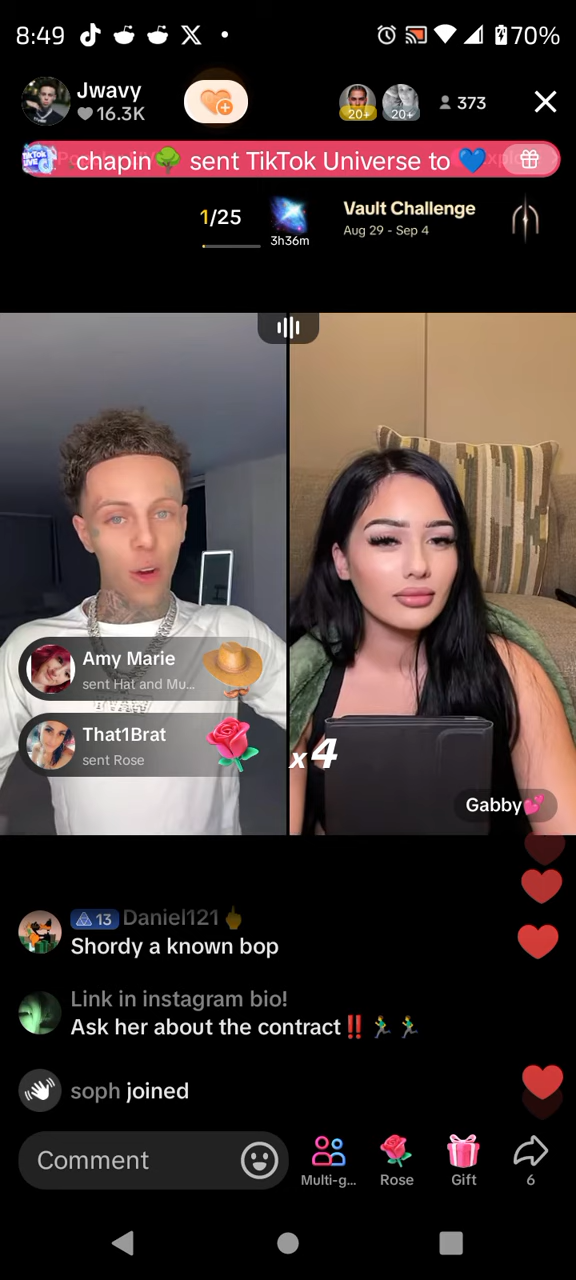 8:49
70%
Jwavy
16.3K
20+
20+
373
chapin🌳 sent TikTok Universe to 💙
1/25
3h36m
Vault Challenge
Aug 29 - Sep 4
Amy Marie
sent Hat and Mu...
That1Brat
sent Rose
x4
Gabby💕
13 Daniel121🖕
Shordy a known bop
Link in instagram bio!
Ask her about the contract‼️🏃‍♂️🏃‍♂️
soph joined
Comment
Multi-g...
Rose
Gift
6